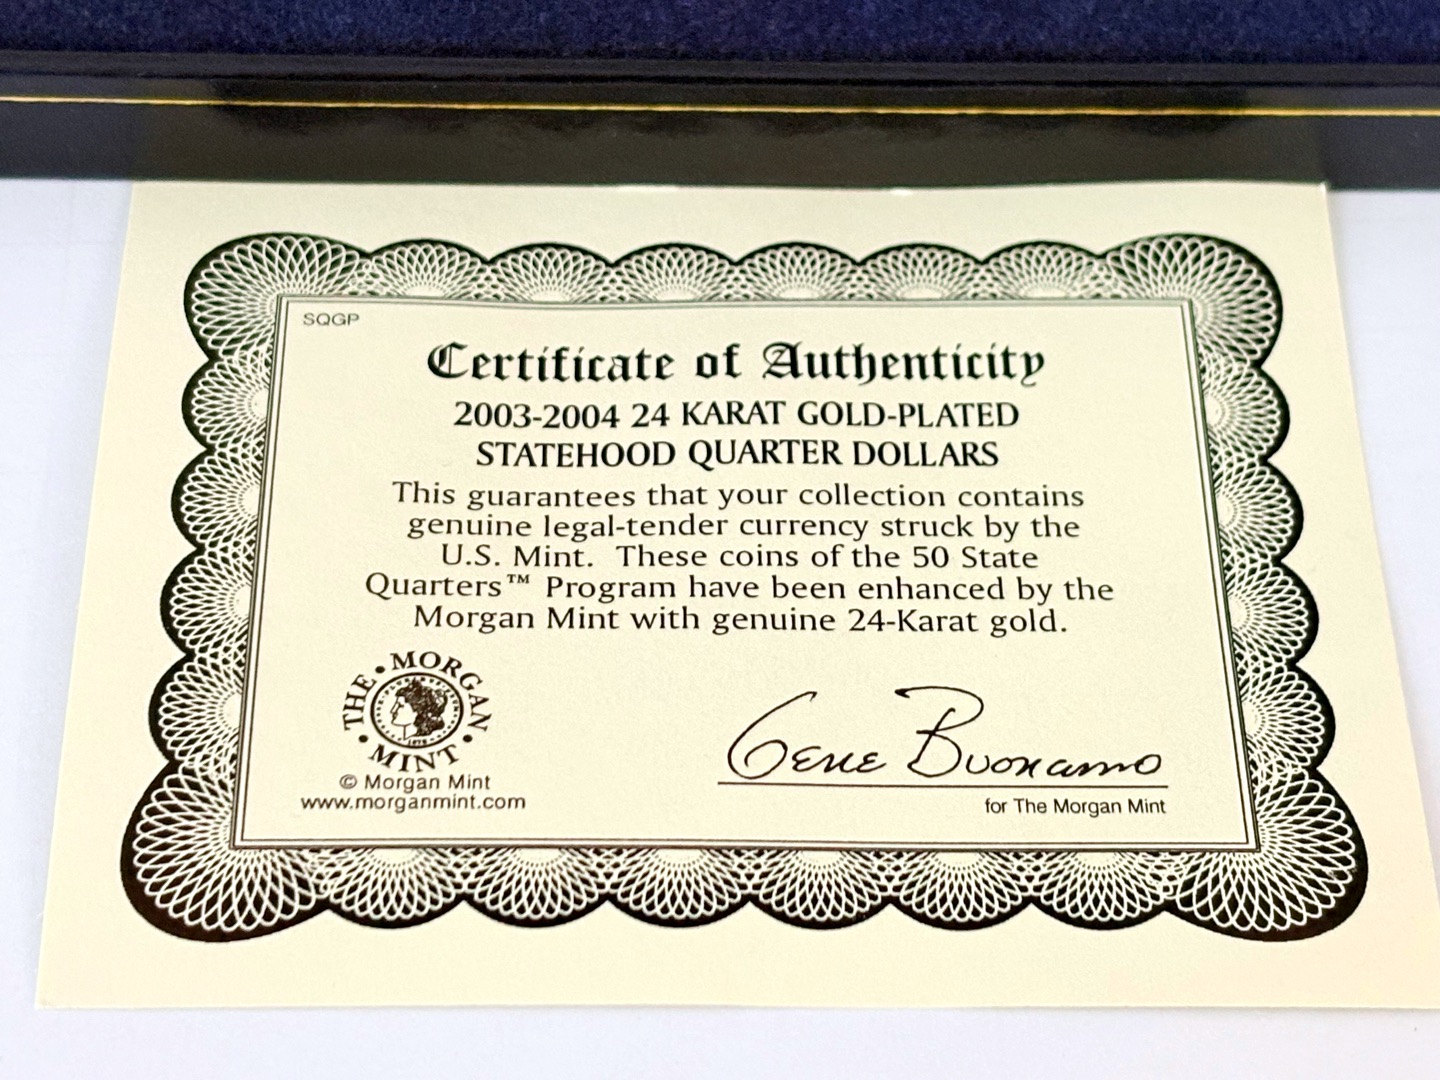 SQGP
Certificate of Authenticity
2003-2004 24 KARAT GOLD-PLATED
STATEHOOD QUARTER DOLLARS
This guarantees that your collection contains
genuine legal-tender currency struck by the
U.S. Mint. These coins of the 50 State
Quarters™ Program have been enhanced by the
Morgan Mint with genuine 24-Karat gold.
• THE • MORGAN • MINT
© Morgan Mint
www.morganmint.com
Gene Buonamo
for The Morgan Mint